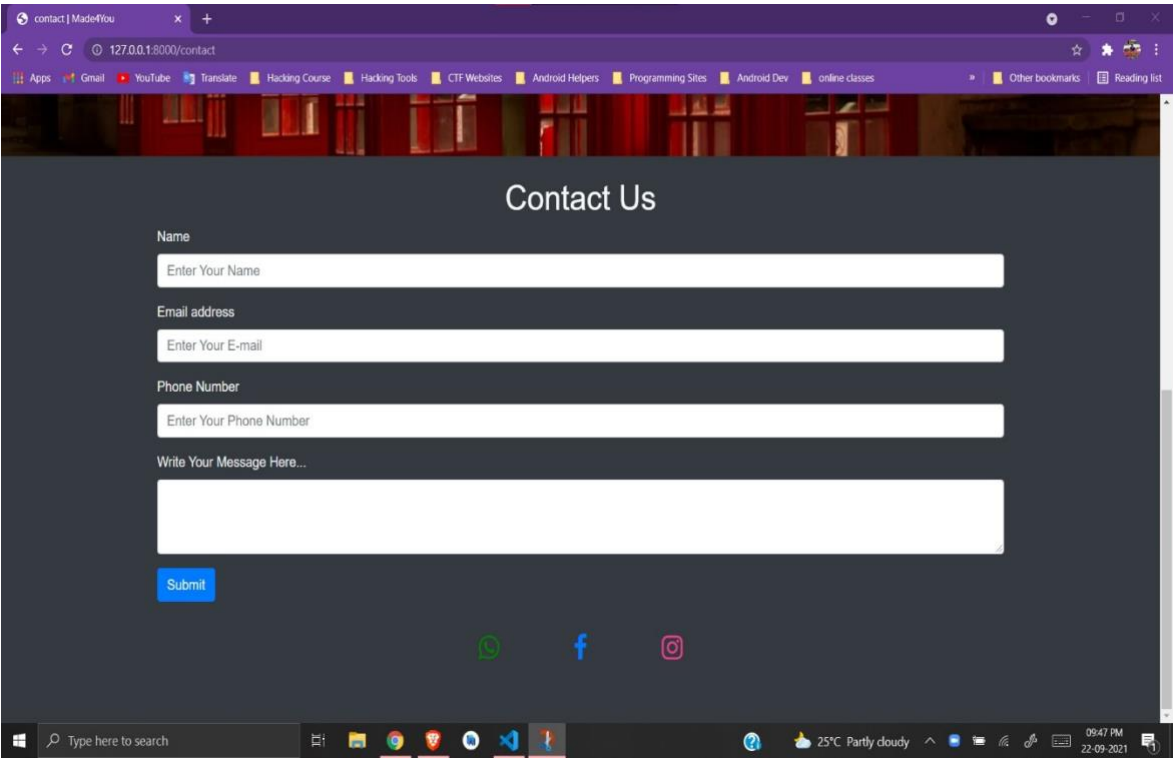 contact | Made4You
127.0.0.1:8000/contact
Apps Gmail YouTube Translate Hacking Course Hacking Tools CTF Websites Android Helpers Programming Sites Android Dev online classes » Other bookmarks Reading list
Contact Us
Name
Enter Your Name
Email address
Enter Your E-mail
Phone Number
Enter Your Phone Number
Write Your Message Here...
Submit
Type here to search
25°C Partly cloudy
09:47 PM
22-09-2021
1